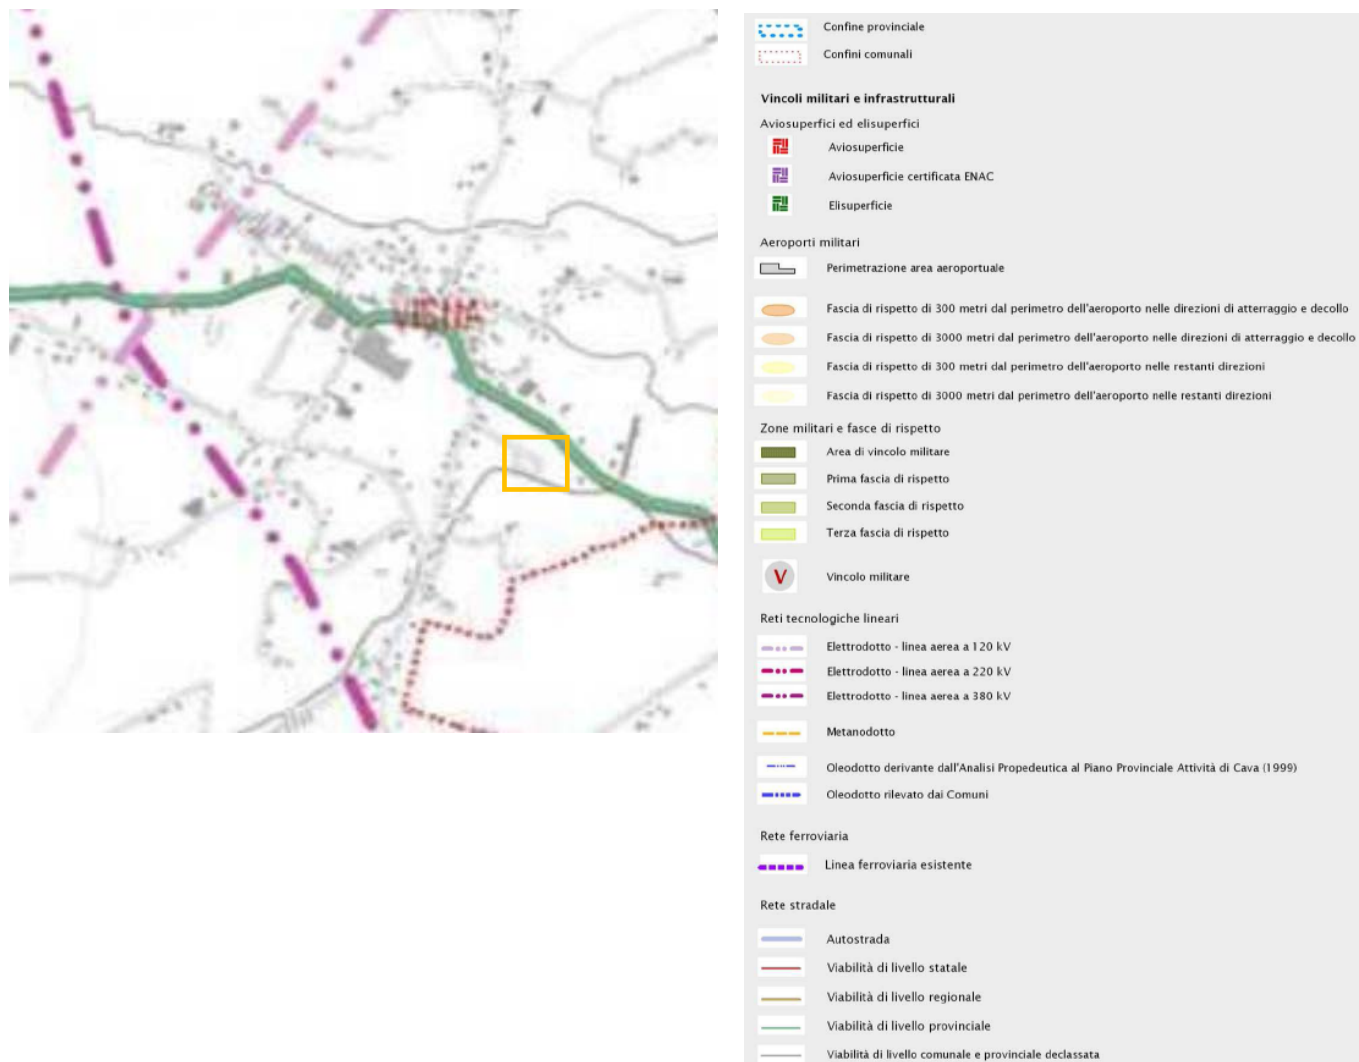 Confine provinciale
Confini comunali
Vincoli militari e infrastrutturali
Aviosuperfici ed elisuperfici
Aviosuperficie
Aviosuperficie certificata ENAC
Elisuperficie
Aeroporti militari
Perimetrazione area aeroportuale
Fascia di rispetto di 300 metri dal perimetro dell'aeroporto nelle direzioni di atterraggio e decollo
Fascia di rispetto di 3000 metri dal perimetro dell'aeroporto nelle direzioni di atterraggio e decollo
Fascia di rispetto di 300 metri dal perimetro dell'aeroporto nelle restanti direzioni
Fascia di rispetto di 3000 metri dal perimetro dell'aeroporto nelle restanti direzioni
Zone militari e fasce di rispetto
Area di vincolo militare
Prima fascia di rispetto
Seconda fascia di rispetto
Terza fascia di rispetto
V
Vincolo militare
Reti tecnologiche lineari
Elettrodotto - linea aerea a 120 kV
Elettrodotto - linea aerea a 220 kV
Elettrodotto - linea aerea a 380 kV
Metanodotto
Oleodotto derivante dall'Analisi Propedeutica al Piano Provinciale Attività di Cava (1999)
Oleodotto rilevato dai Comuni
Rete ferroviaria
Linea ferroviaria esistente
Rete stradale
Autostrada
Viabilità di livello statale
Viabilità di livello regionale
Viabilità di livello provinciale
Viabilità di livello comunale e provinciale declassata